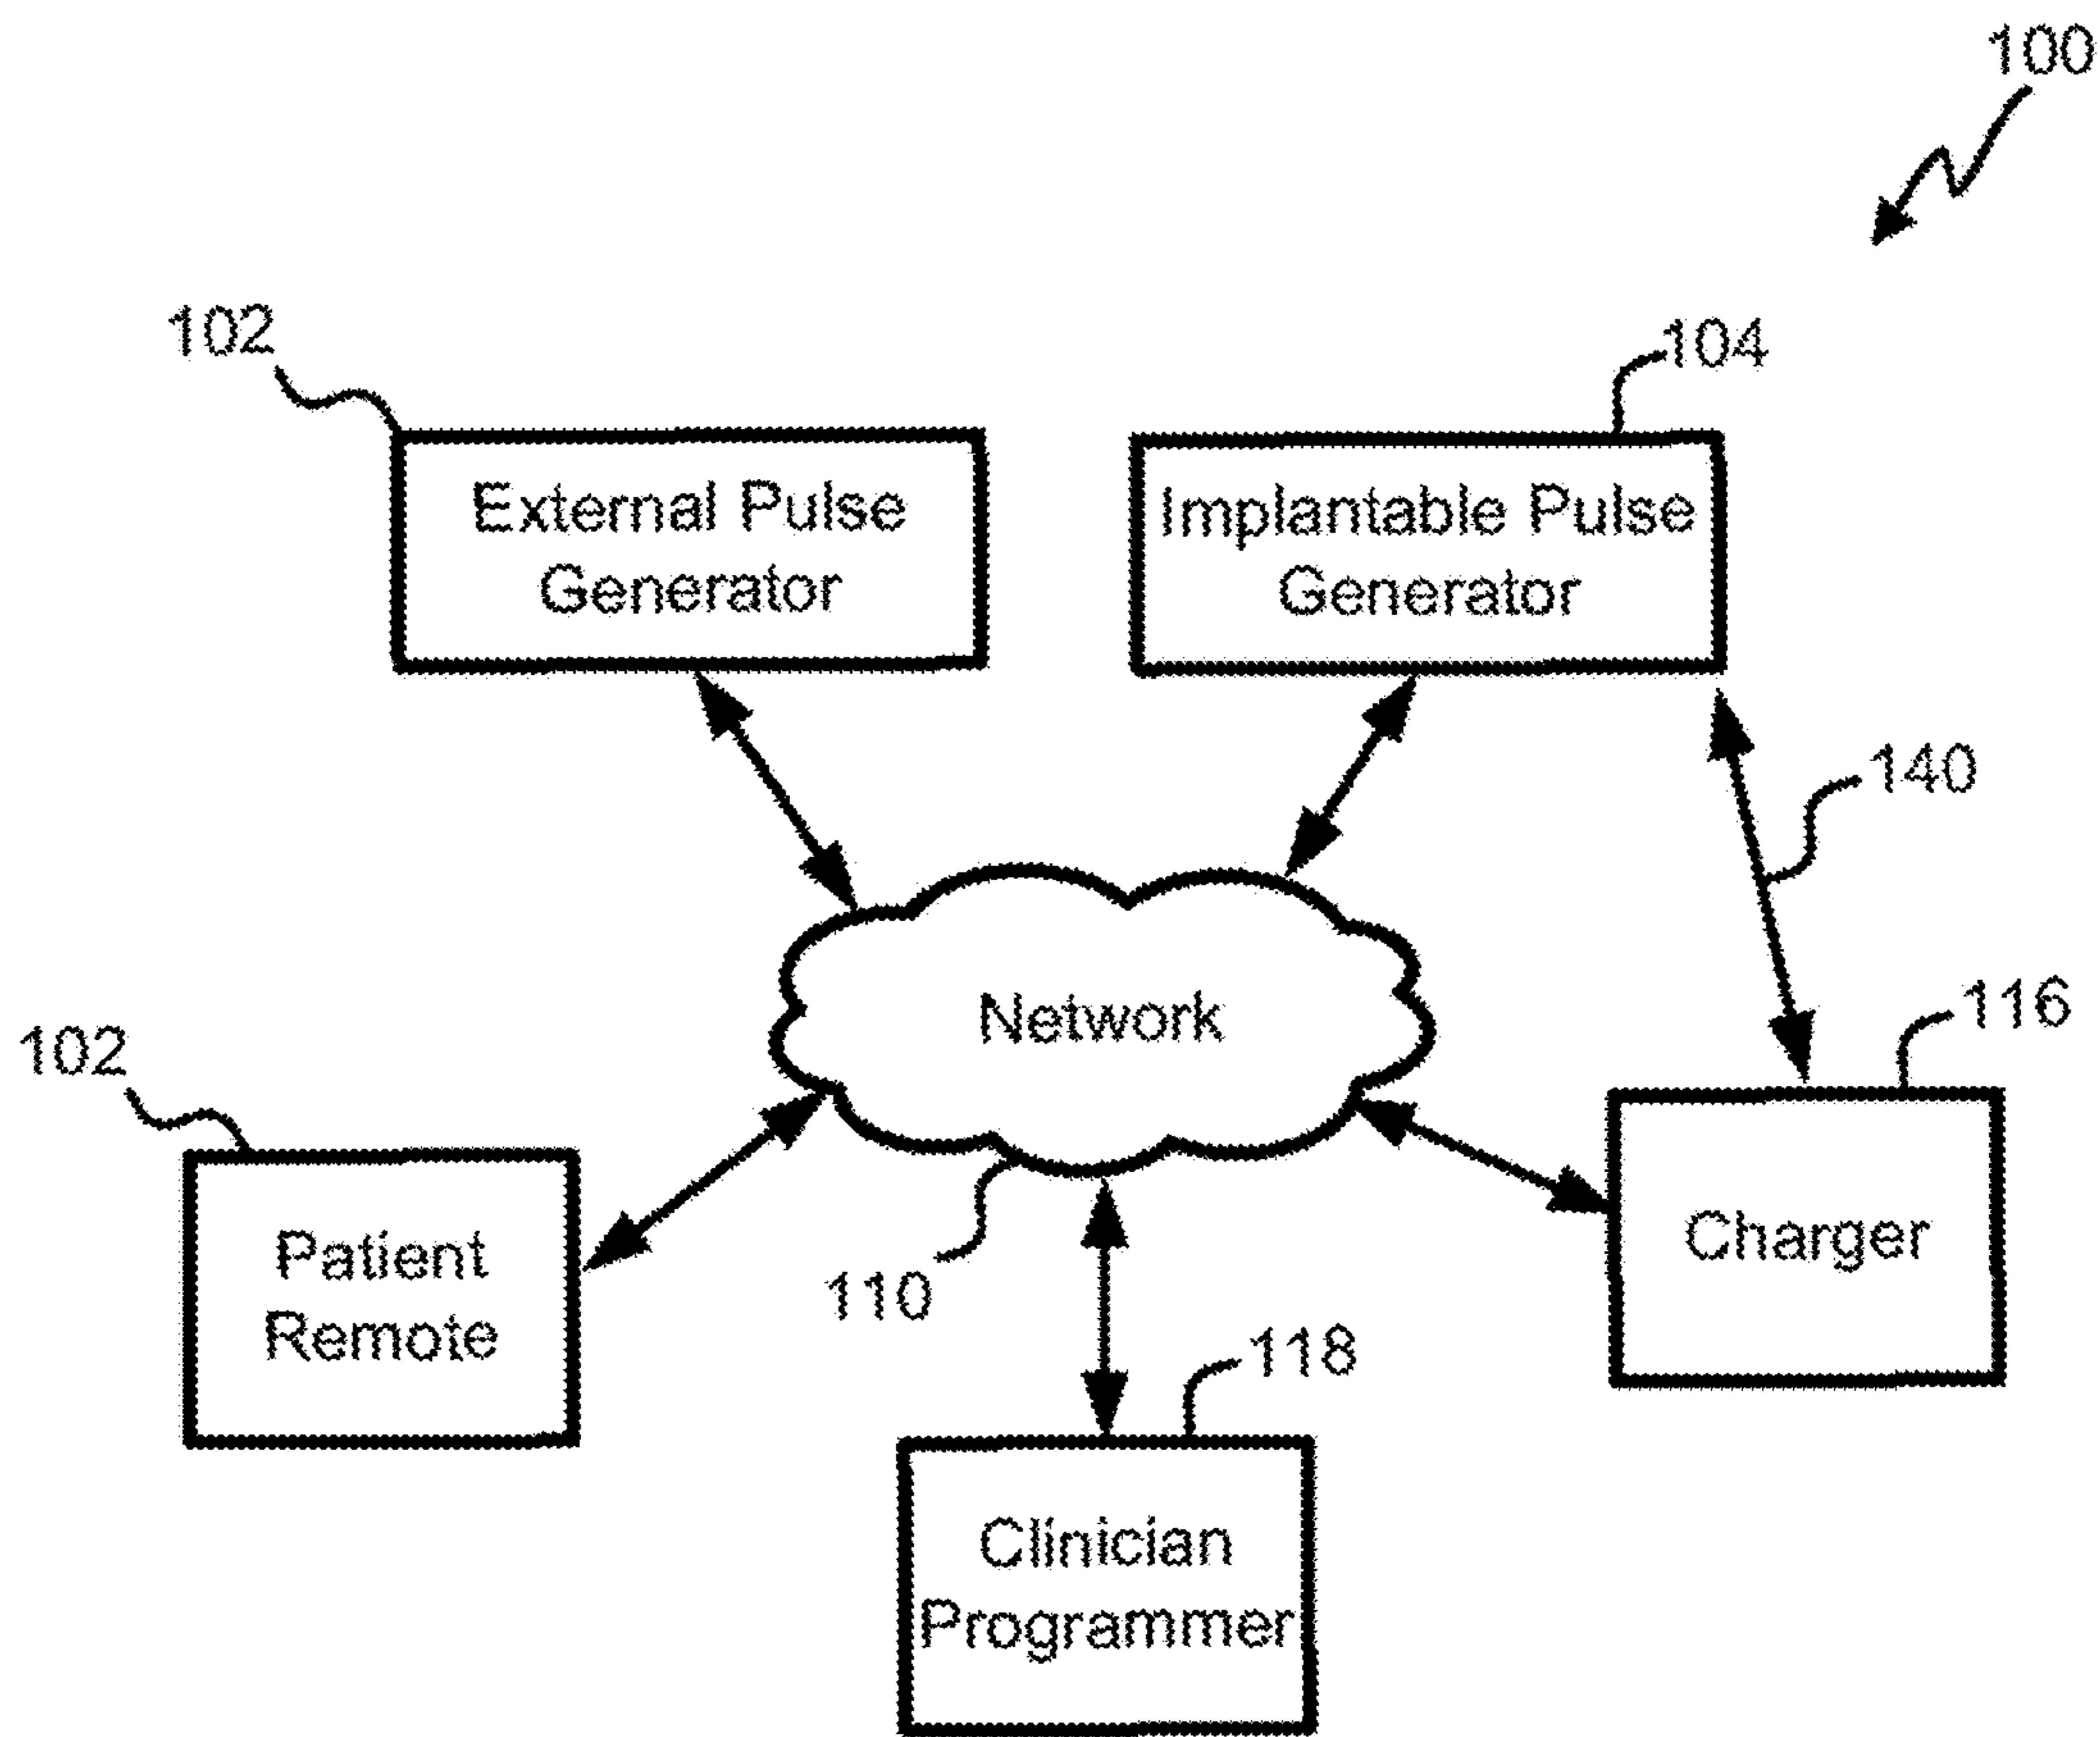 100
102
104
External Pulse
Generator
Implantable Pulse
Generator
140
Network
116
102
Patient
Remote
110
Charger
118
Clinician
Programmer